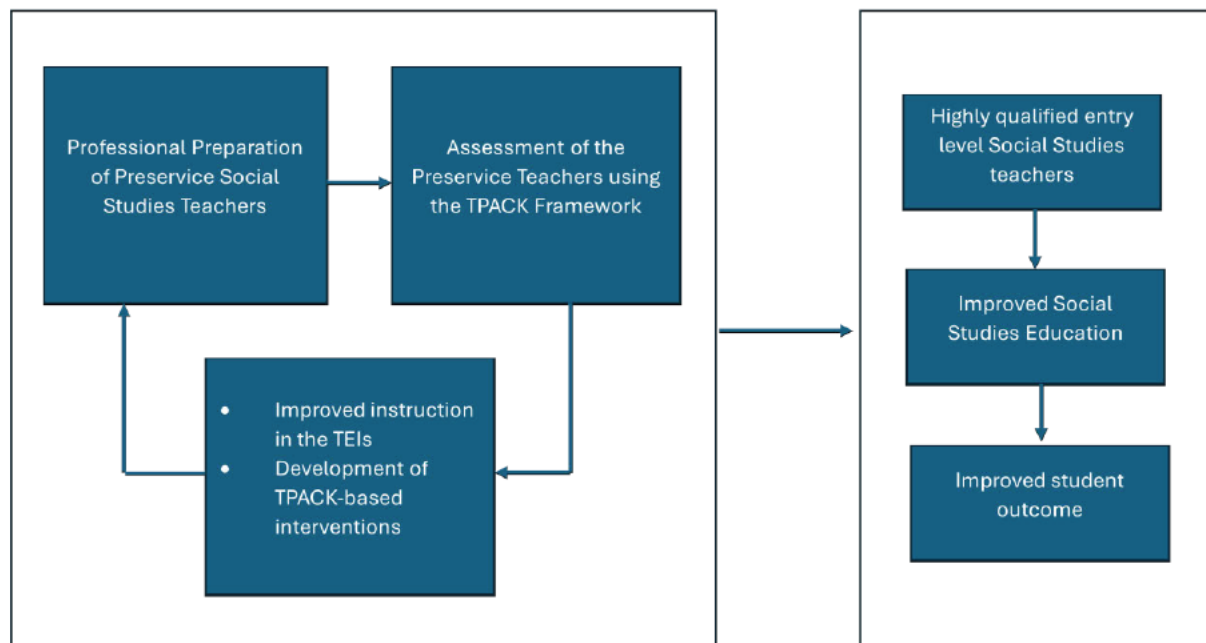 Professional Preparation
of Preservice Social
Studies Teachers
Assessment of the
Preservice Teachers using
the TPACK Framework
• Improved instruction
in the TEIs
• Development of
TPACK-based
interventions
Highly qualified entry
level Social Studies
teachers
Improved Social
Studies Education
Improved student
outcome